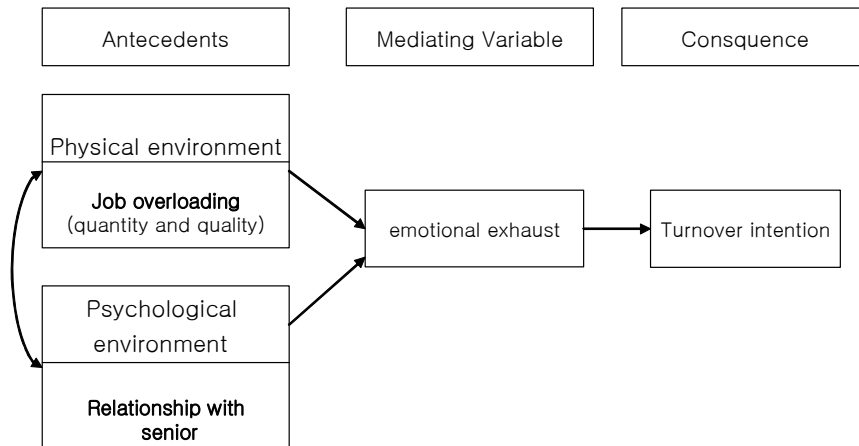 Antecedents
Mediating Variable
Consquence
Physical environment
Job overloading
(quantity and quality)
emotional exhaust
Turnover intention
Psychological
environment
Relationship with
senior